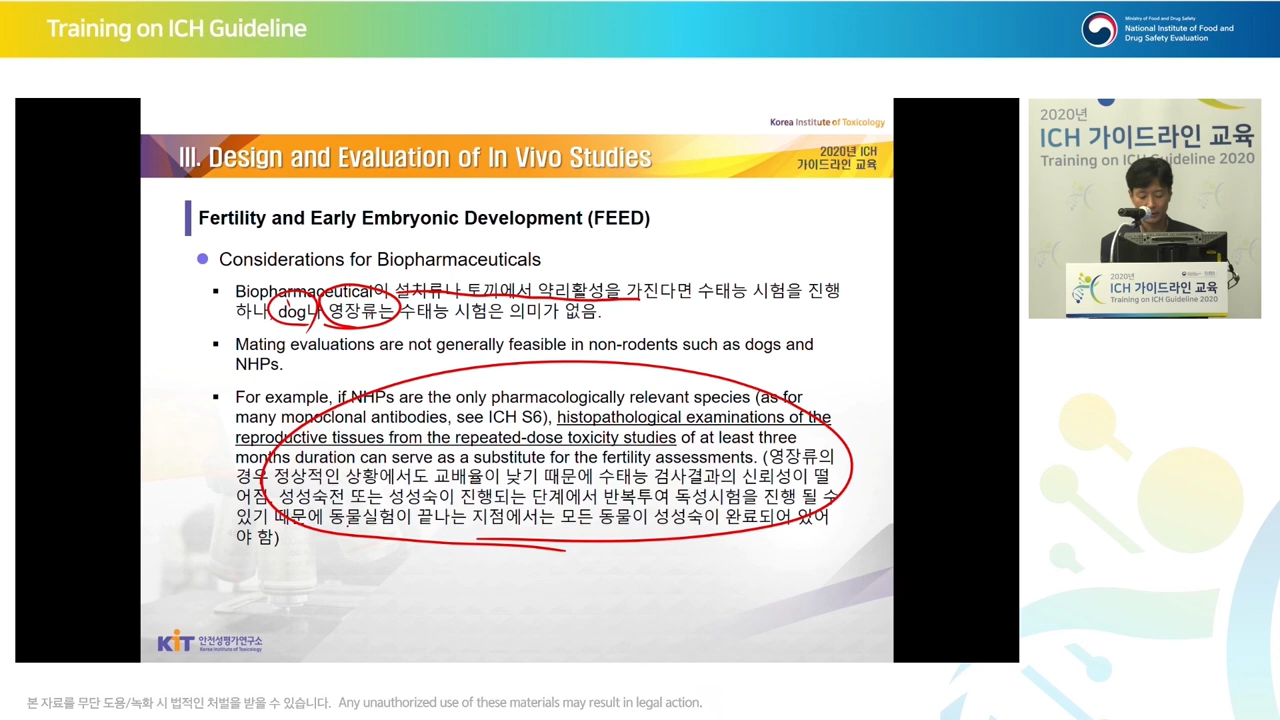 Training on ICH Guideline
Ministry of Food and Drug Safety
National Institute of Food and
Drug Safety Evaluation
Korea Institute of Toxicology
III. Design and Evaluation of In Vivo Studies
2020년 ICH
가이드라인 교육
Fertility and Early Embryonic Development (FEED)
Considerations for Biopharmaceuticals
Biopharmaceutical이 설치류나 토끼에서 약리활성을 가진다면 수태능 시험을 진행
하나, dog나 영장류는 수태능 시험은 의미가 없음.
Mating evaluations are not generally feasible in non-rodents such as dogs and
NHPs.
For example, if NHPs are the only pharmacologically relevant species (as for
many monoclonal antibodies, see ICH S6), histopathological examinations of the
reproductive tissues from the repeated-dose toxicity studies of at least three
months duration can serve as a substitute for the fertility assessments. (영장류의
경우 정상적인 상황에서도 교배율이 낮기 때문에 수태능 검사결과의 신뢰성이 떨
어짐. 성성숙전 또는 성성숙이 진행되는 단계에서 반복투여 독성시험을 진행 될 수
있기 때문에 동물실험이 끝나는 지점에서는 모든 동물이 성성숙이 완료되어 있어
야 함)
KIT 안전성평가연구소
Korea Institute of Toxicology
2020년
ICH 가이드라인 교육
Training on ICH Guideline 2020
2020년
ICH 가이드라인 교육
Training on ICH Guideline 2020
본 자료를 무단 도용/녹화 시 법적인 처벌을 받을 수 있습니다. Any unauthorized use of these materials may result in legal action.